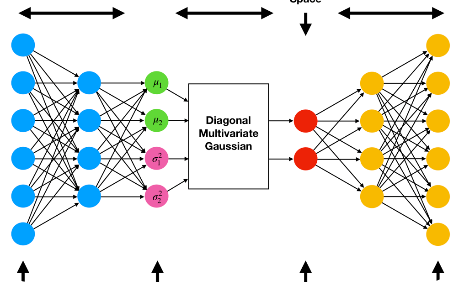 Space
μ₁
μ₂
σ₁²
σ₂²
Diagonal
Multivariate
Gaussian